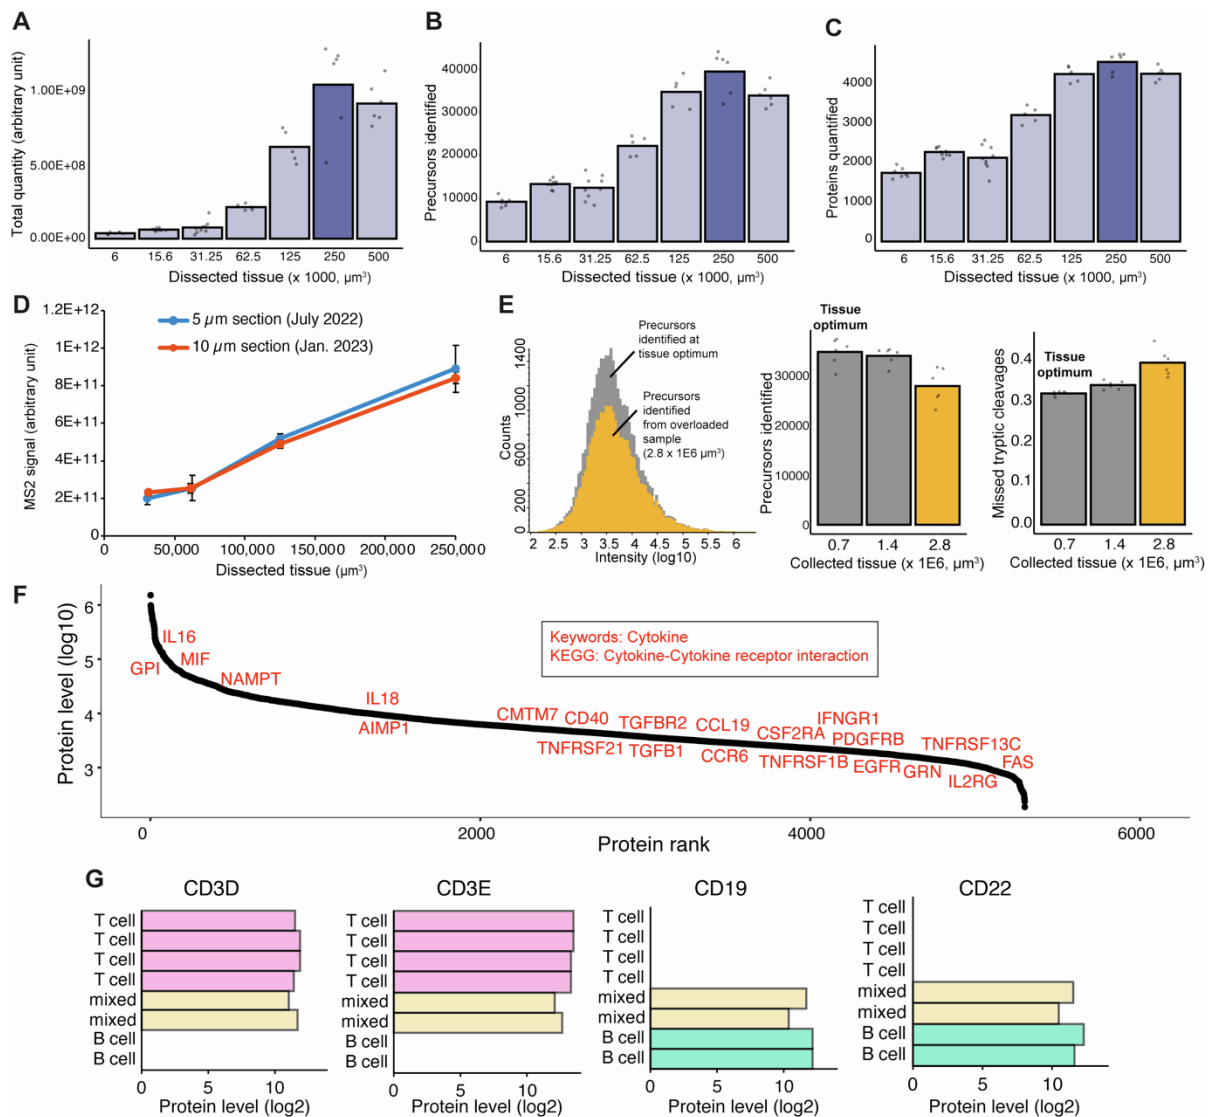 A
Total quantity (arbitrary unit)
1.00E+09
5.00E+08
0.00E+00
6 15.6 31.25 62.5 125 250 500
Dissected tissue (x 1000, µm³)
B
Precursors identified
40000
30000
20000
10000
0
6 15.6 31.25 62.5 125 250 500
Dissected tissue (x 1000, µm³)
C
Proteins quantified
4000
3000
2000
1000
0
6 15.6 31.25 62.5 125 250 500
Dissected tissue (x 1000, µm³)
D
MS2 signal (arbitrary unit)
1.2E+12
1E+12
8E+11
6E+11
4E+11
2E+11
0
5 µm section (July 2022)
10 µm section (Jan. 2023)
50,000 100,000 150,000 200,000 250,000
Dissected tissue (µm³)
E
Counts
1400
1000
600
200
0
Precursors
identified at
tissue optimum
Precursors
identified
from overloaded
sample
(2.8 x 1E6 µm³)
2 2.5 3 3.5 4 4.5 5 5.5 6
Intensity (log10)
Tissue
optimum
Precursors identified
30000
20000
10000
0
0.7 1.4 2.8
Collected tissue (x 1E6, µm³)
Missed tryptic cleavages
Tissue
optimum
0.4
0.3
0.2
0.1
0.0
0.7 1.4 2.8
Collected tissue (x 1E6, µm³)
F
Protein level (log10)
6
5
4
3
Keywords: Cytokine
KEGG: Cytokine-Cytokine receptor interaction
IL16
GPI
MIF
NAMPT
IL18
AIMP1
CMTM7
TNFRSF21
CD40
TGFBR2
TGFB1
CCL19
CCR6
CSF2RA
TNFRSF1B
IFNGR1
PDGFRB
EGFR
GRN
TNFRSF13C
IL2RG
FAS
0 2000 4000 6000
Protein rank
G
CD3D
T cell
T cell
T cell
T cell
mixed
mixed
B cell
B cell
0 5 10
Protein level (log2)
CD3E
T cell
T cell
T cell
T cell
mixed
mixed
B cell
B cell
0 5 10
Protein level (log2)
CD19
T cell
T cell
T cell
T cell
mixed
mixed
B cell
B cell
0 5 10
Protein level (log2)
CD22
T cell
T cell
T cell
T cell
mixed
mixed
B cell
B cell
0 5 10
Protein level (log2)